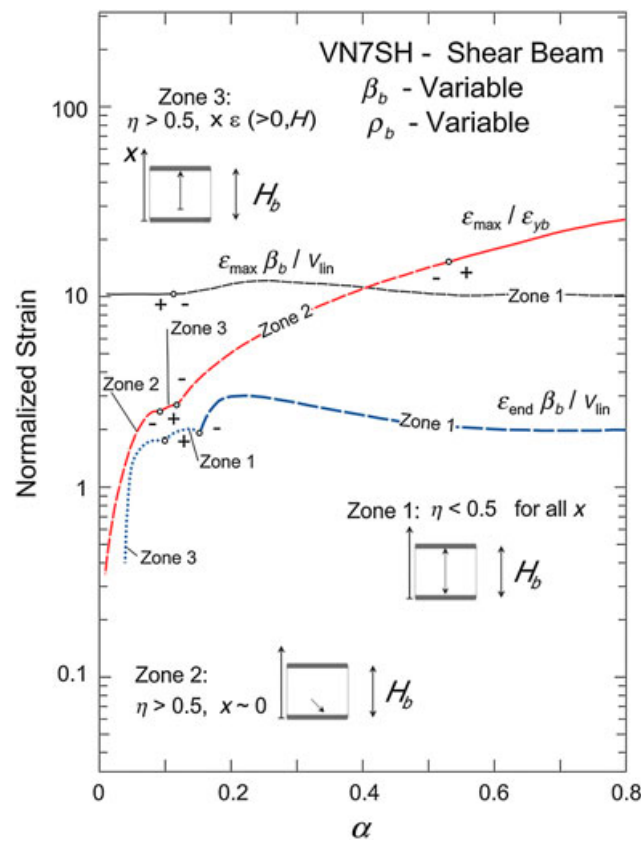 VN7SH - Shear Beam
β_b - Variable
ρ_b - Variable
Zone 3:
η > 0.5, x ε (>0,H)
x
H_b
ε_max / ε_yb
ε_max β_b / v_lin
Zone 1
Zone 2
Zone 3
Zone 2
ε_end β_b / v_lin
Zone 1
Zone 1
Zone 3
Zone 1: η < 0.5 for all x
H_b
Zone 2:
η > 0.5, x ~ 0
H_b
- +
+ -
-
- +
+ -
Normalized Strain
100
10
1
0.1
0 0.2 0.4 0.6 0.8
α